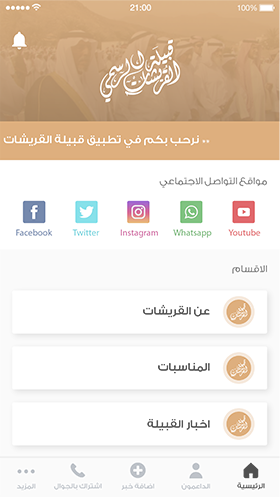 21:00
100%
قبيلة القريشات الرسمي
** نرحب بكم في تطبيق قبيلة القريشات
مواقع التواصل الاجتماعي
Facebook Twitter Instagram Whatsapp Youtube
الاقسام
عن القريشات
المناسبات
اخبار القبيلة
الرئيسية الداعمون اضافة خبر اشتراك بالجوال المزيد